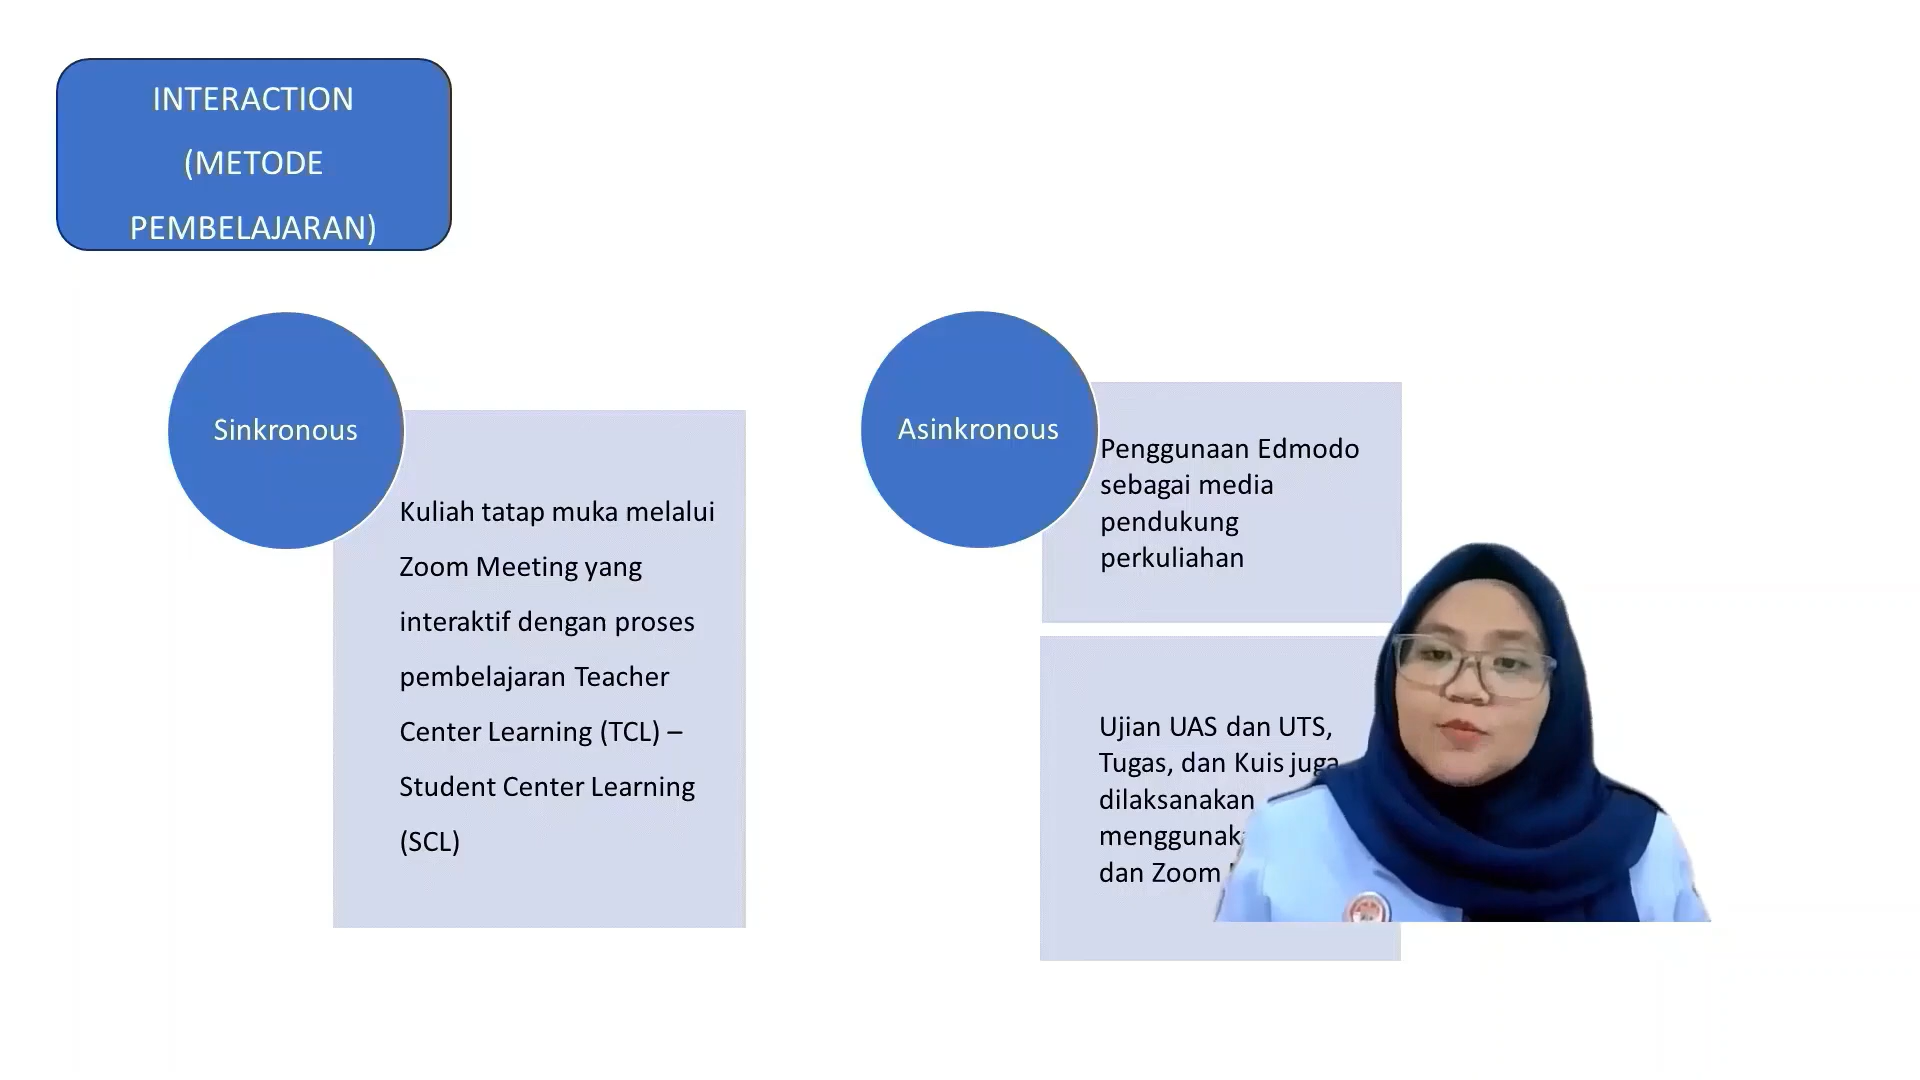 INTERACTION
(METODE
PEMBELAJARAN)
Sinkronous
Kuliah tatap muka melalui
Zoom Meeting yang
interaktif dengan proses
pembelajaran Teacher
Center Learning (TCL) –
Student Center Learning
(SCL)
Asinkronous
Penggunaan Edmodo
sebagai media
pendukung
perkuliahan
Ujian UAS dan UTS,
Tugas, dan Kuis juga
dilaksanakan
dan Zoom